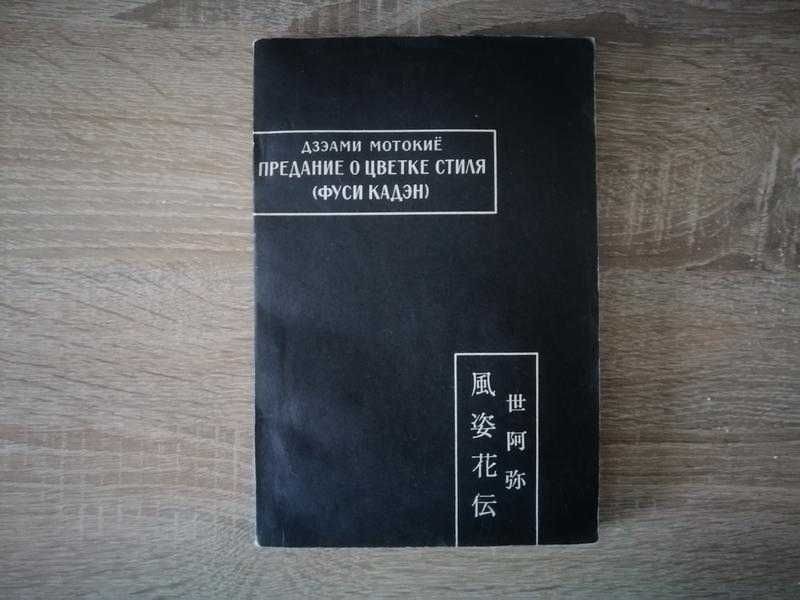 ДЗЭАМИ МОТОКИЁ
ПРЕДАНИЕ О ЦВЕТКЕ СТИЛЯ
(ФУСИ КАДЭН)
世阿弥
風姿花伝